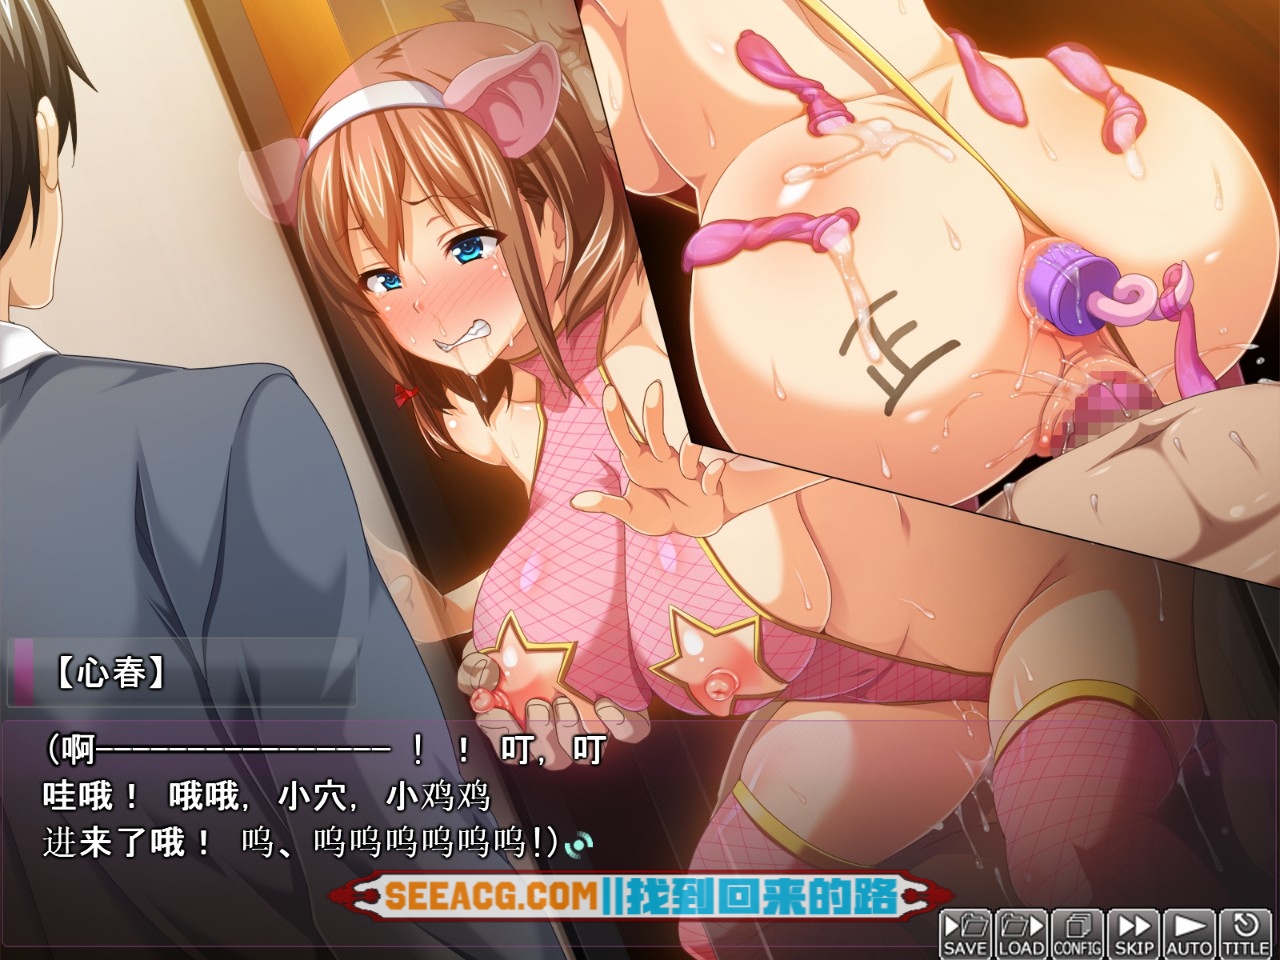 正
【心春】
(啊————————————————！！ 叮，叮
哇哦！ 哦哦，小穴，小鸡鸡
进来了哦！ 呜、呜呜呜呜呜呜!)
SEEACG.COM||找到回来的路
SAVE LOAD CONFIG SKIP AUTO TITLE